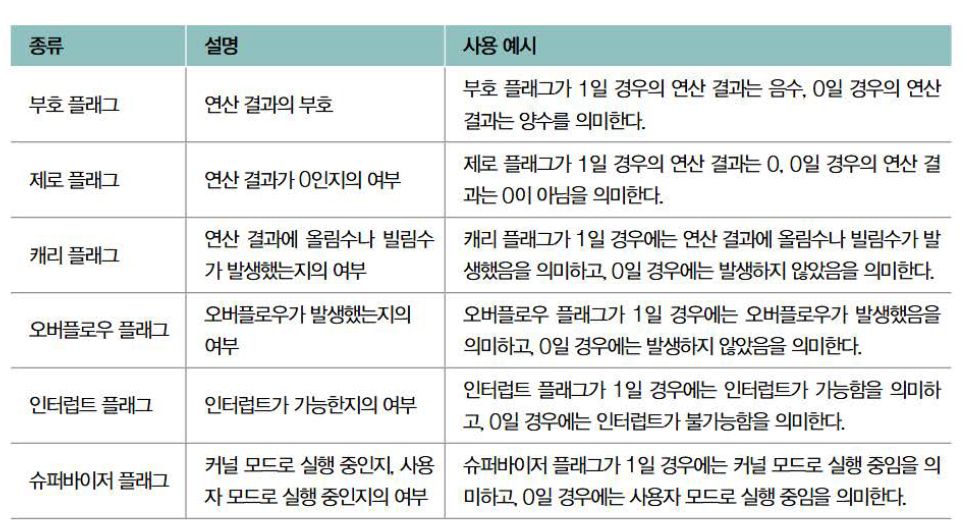 종류 설명 사용 예시
부호 플래그 연산 결과의 부호 부호 플래그가 1일 경우의 연산 결과는 음수, 0일 경우의 연산
결과는 양수를 의미한다.
제로 플래그 연산 결과가 0인지의 여부 제로 플래그가 1일 경우의 연산 결과는 0, 0일 경우의 연산 결
과는 0이 아님을 의미한다.
캐리 플래그 연산 결과에 올림수나 빌림수 캐리 플래그가 1일 경우에는 연산 결과에 올림수나 빌림수가 발
가 발생했는지의 여부 생했음을 의미하고, 0일 경우에는 발생하지 않았음을 의미한다.
오버플로우 플래그 오버플로우가 발생했는지의 오버플로우 플래그가 1일 경우에는 오버플로우가 발생했음을
여부 의미하고, 0일 경우에는 발생하지 않았음을 의미한다.
인터럽트 플래그 인터럽트가 가능한지의 여부 인터럽트 플래그가 1일 경우에는 인터럽트가 가능함을 의미하
고, 0일 경우에는 인터럽트가 불가능함을 의미한다.
슈퍼바이저 플래그 커널 모드로 실행 중인지, 사용 슈퍼바이저 플래그가 1일 경우에는 커널 모드로 실행 중임을 의
자 모드로 실행 중인지의 여부 미하고, 0일 경우에는 사용자 모드로 실행 중임을 의미한다.